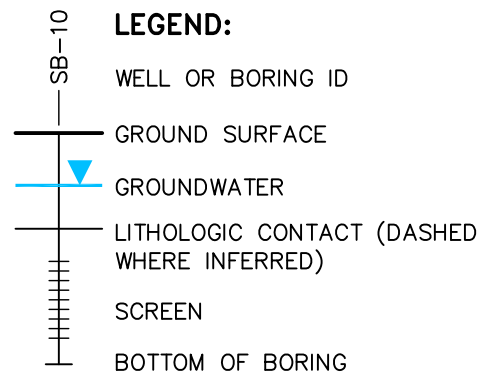 SB-10
LEGEND:
WELL OR BORING ID
GROUND SURFACE
GROUNDWATER
LITHOLOGIC CONTACT (DASHED
WHERE INFERRED)
SCREEN
BOTTOM OF BORING